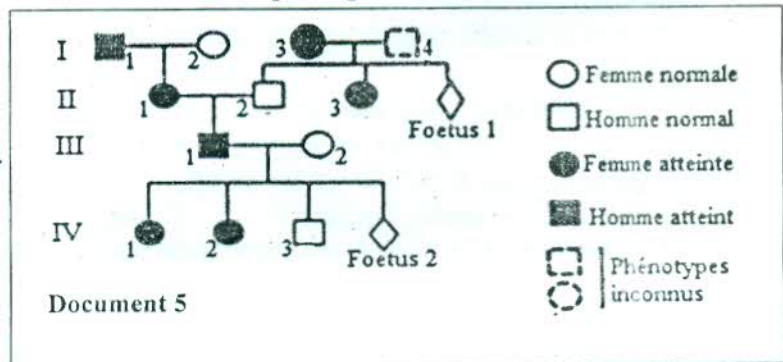 I 1 2 3 4
II 1 2 3 Foetus 1
III 1 2
IV 1 2 3 Foetus 2
Document 5
Femme normale
Homme normal
Femme atteinte
Homme atteint
Phénotypes
inconnus